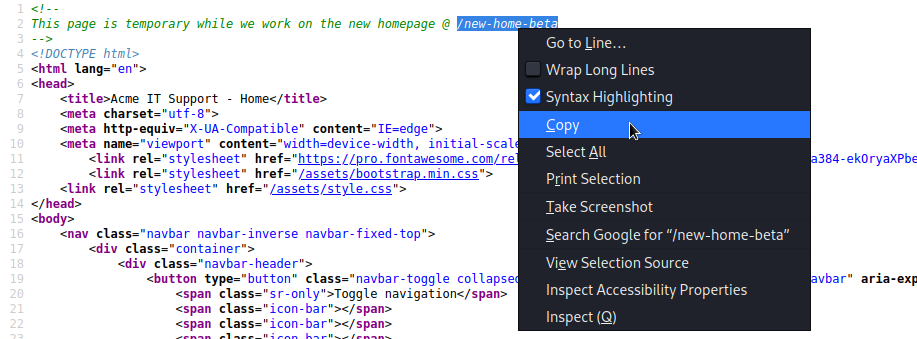 1 <!--
2 This page is temporary while we work on the new homepage @ /new-home-beta
3 -->
4 <!DOCTYPE html>
5 <html lang="en">
6 <head>
7 <title>Acme IT Support - Home</title>
8 <meta charset="utf-8">
9 <meta http-equiv="X-UA-Compatible" content="IE=edge">
10 <meta name="viewport" content="width=device-width, initial-scale
11 <link rel="stylesheet" href="https://pro.fontawesome.com/rel a384-ekOryaXPbe
12 <link rel="stylesheet" href="/assets/bootstrap.min.css">
13 <link rel="stylesheet" href="/assets/style.css">
14 </head>
15 <body>
16 <nav class="navbar navbar-inverse navbar-fixed-top">
17 <div class="container">
18 <div class="navbar-header">
19 <button type="button" class="navbar-toggle collapsed avbar" aria-exp
20 <span class="sr-only">Toggle navigation</span>
21 <span class="icon-bar"></span>
22 <span class="icon-bar"></span>
23 <span class="icon-bar"></span>
Go to Line…
Wrap Long Lines
Syntax Highlighting
Copy
Select All
Print Selection
Take Screenshot
Search Google for “/new-home-beta”
View Selection Source
Inspect Accessibility Properties
Inspect (Q)